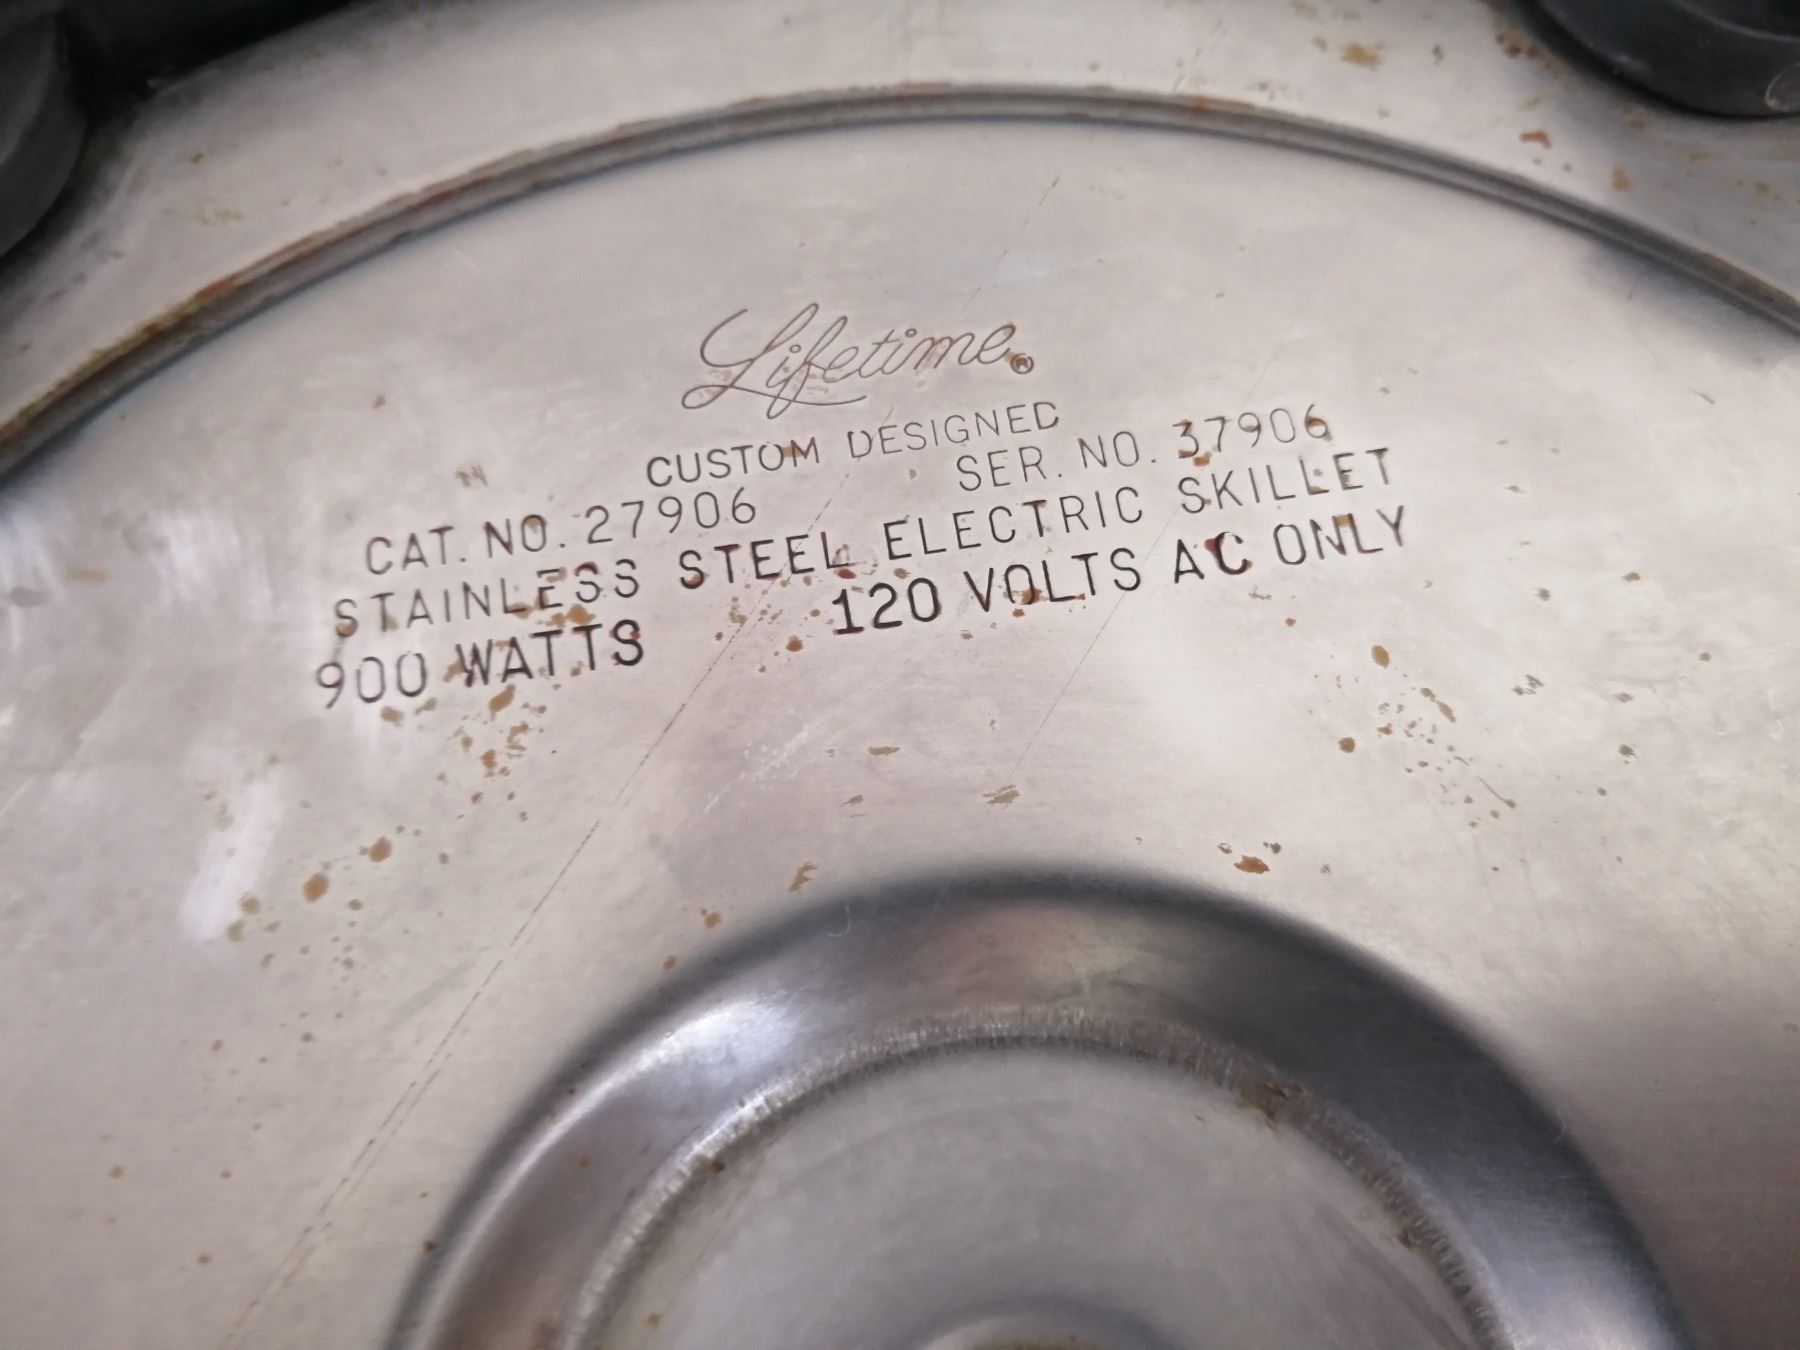 Lifetime®
CUSTOM DESIGNED
CAT. NO. 27906 SER. NO. 37906
STAINLESS STEEL ELECTRIC SKILLET
900 WATTS 120 VOLTS AC ONLY